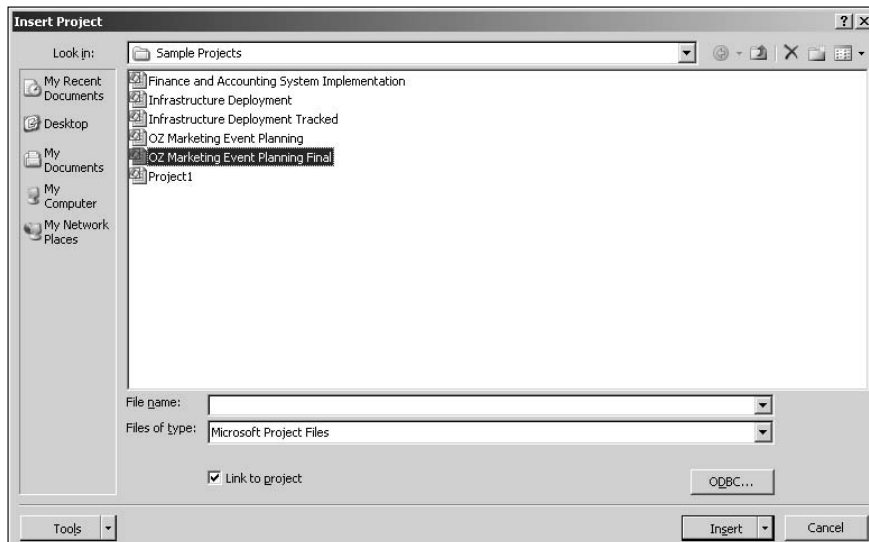 Insert Project
Look in:
Sample Projects
My Recent
Documents
Desktop
My
Documents
My
Computer
My Network
Places
Finance and Accounting System Implementation
Infrastructure Deployment
Infrastructure Deployment Tracked
OZ Marketing Event Planning
OZ Marketing Event Planning Final
Project1
File name:
Files of type:
Microsoft Project Files
Link to project
ODBC...
Tools
Insert
Cancel